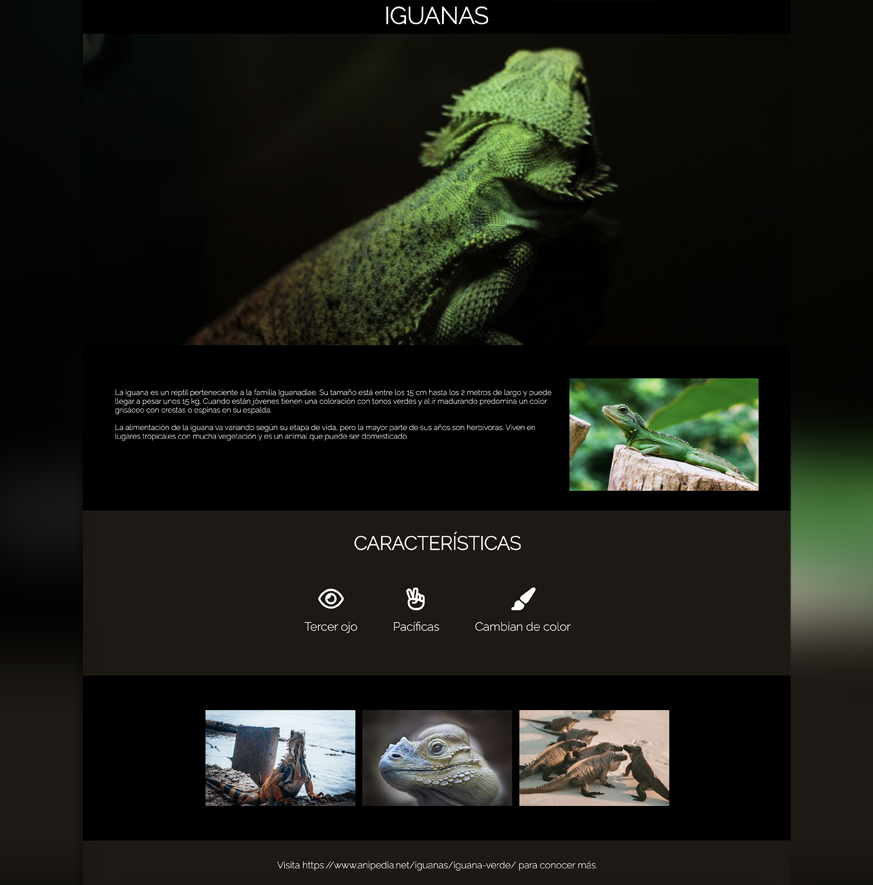 IGUANAS
La iguana es un reptil perteneciente a la familia Iguanadiae. Su tamaño está entre los 15 cm hasta los 2 metros de largo y puede
llegar a pesar unos 15 kg. Cuando están jóvenes tienen una coloración con tonos verdes y al ir madurando predomina un color
grisáceo con crestas o espinas en su espalda.
La alimentación de la iguana va variando según su etapa de vida, pero la mayor parte de sus años son herbívoras. Viven en
lugares tropicales con mucha vegetación y es un animal que puede ser domesticado.
CARACTERÍSTICAS
Tercer ojo
Pacíficas
Cambian de color
Visita https://www.anipedia.net/iguanas/iguana-verde/ para conocer más.